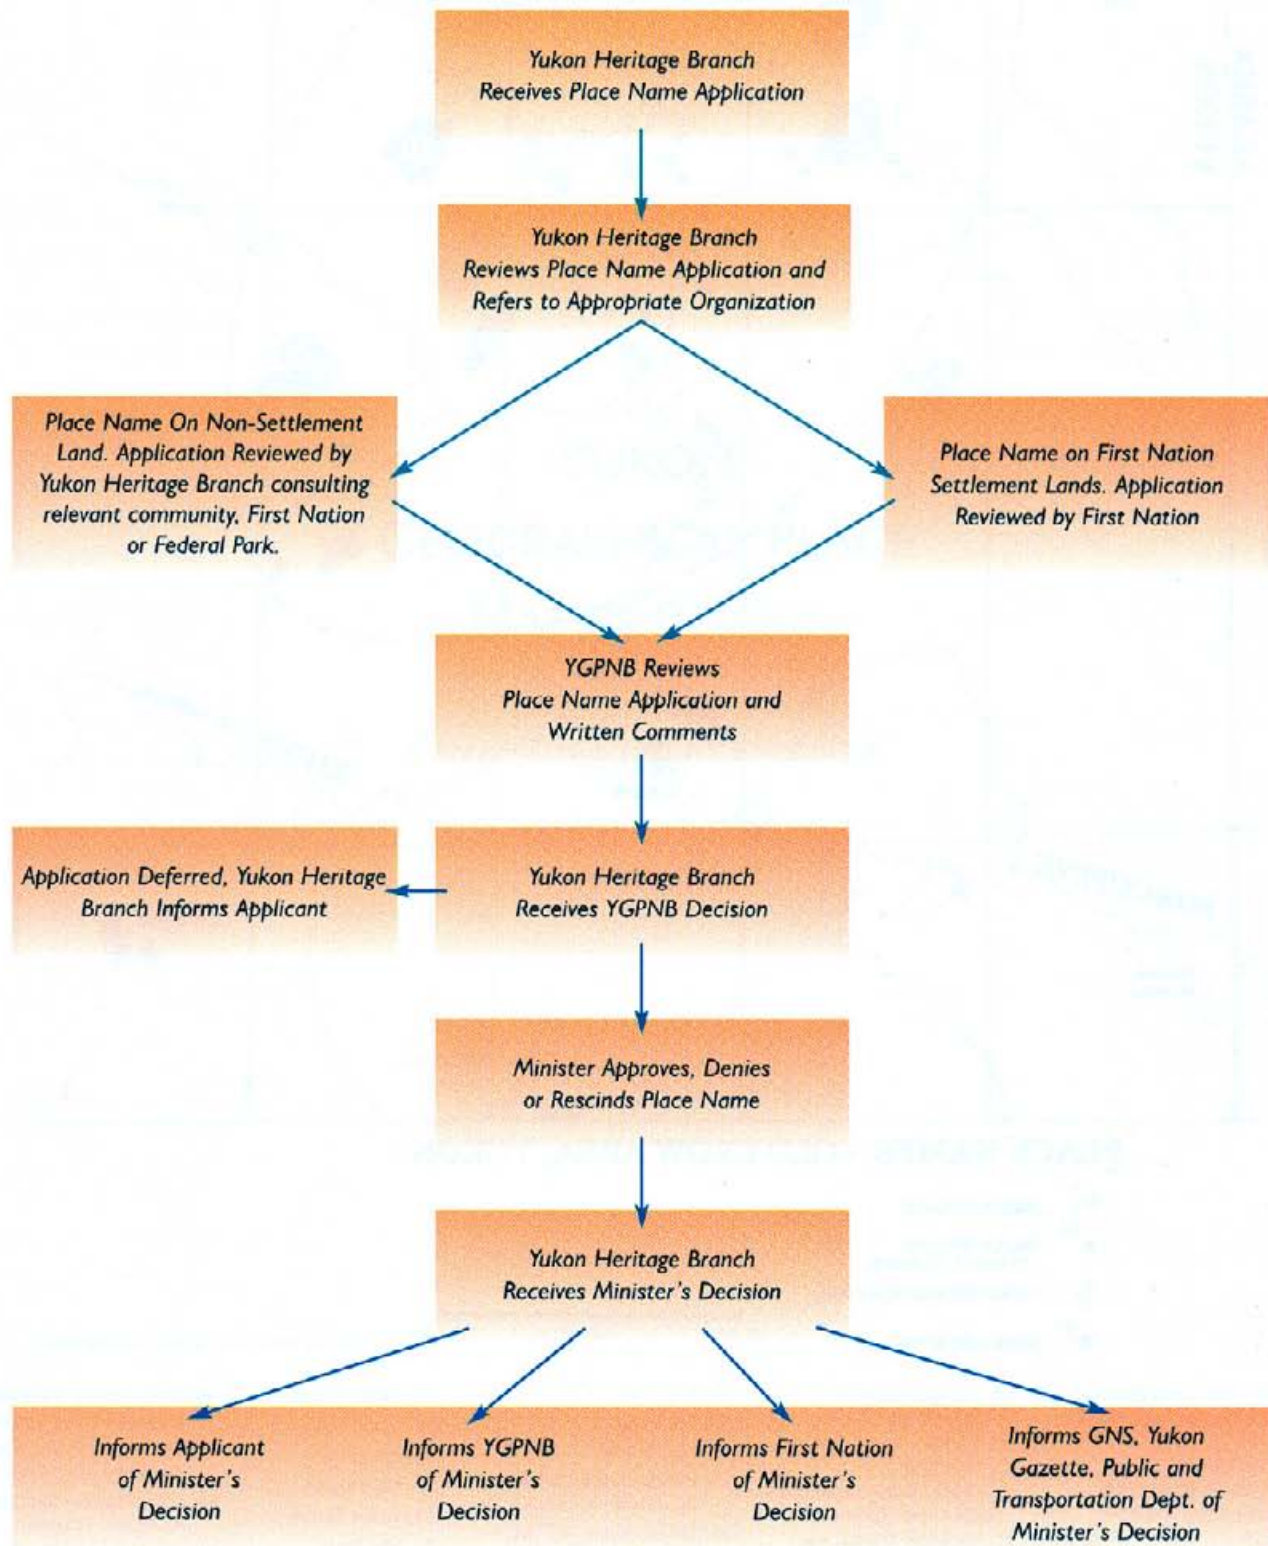 Yukon Heritage Branch
Receives Place Name Application
Yukon Heritage Branch
Reviews Place Name Application and
Refers to Appropriate Organization
Place Name On Non-Settlement
Land. Application Reviewed by
Yukon Heritage Branch consulting
relevant community, First Nation
or Federal Park.
Place Name on First Nation
Settlement Lands. Application
Reviewed by First Nation
YGPNB Reviews
Place Name Application and
Written Comments
Application Deferred, Yukon Heritage
Branch Informs Applicant
Yukon Heritage Branch
Receives YGPNB Decision
Minister Approves, Denies
or Rescinds Place Name
Yukon Heritage Branch
Receives Minister's Decision
Informs Applicant
of Minister's
Decision
Informs YGPNB
of Minister's
Decision
Informs First Nation
of Minister's
Decision
Informs GNS, Yukon
Gazette, Public and
Transportation Dept. of
Minister's Decision